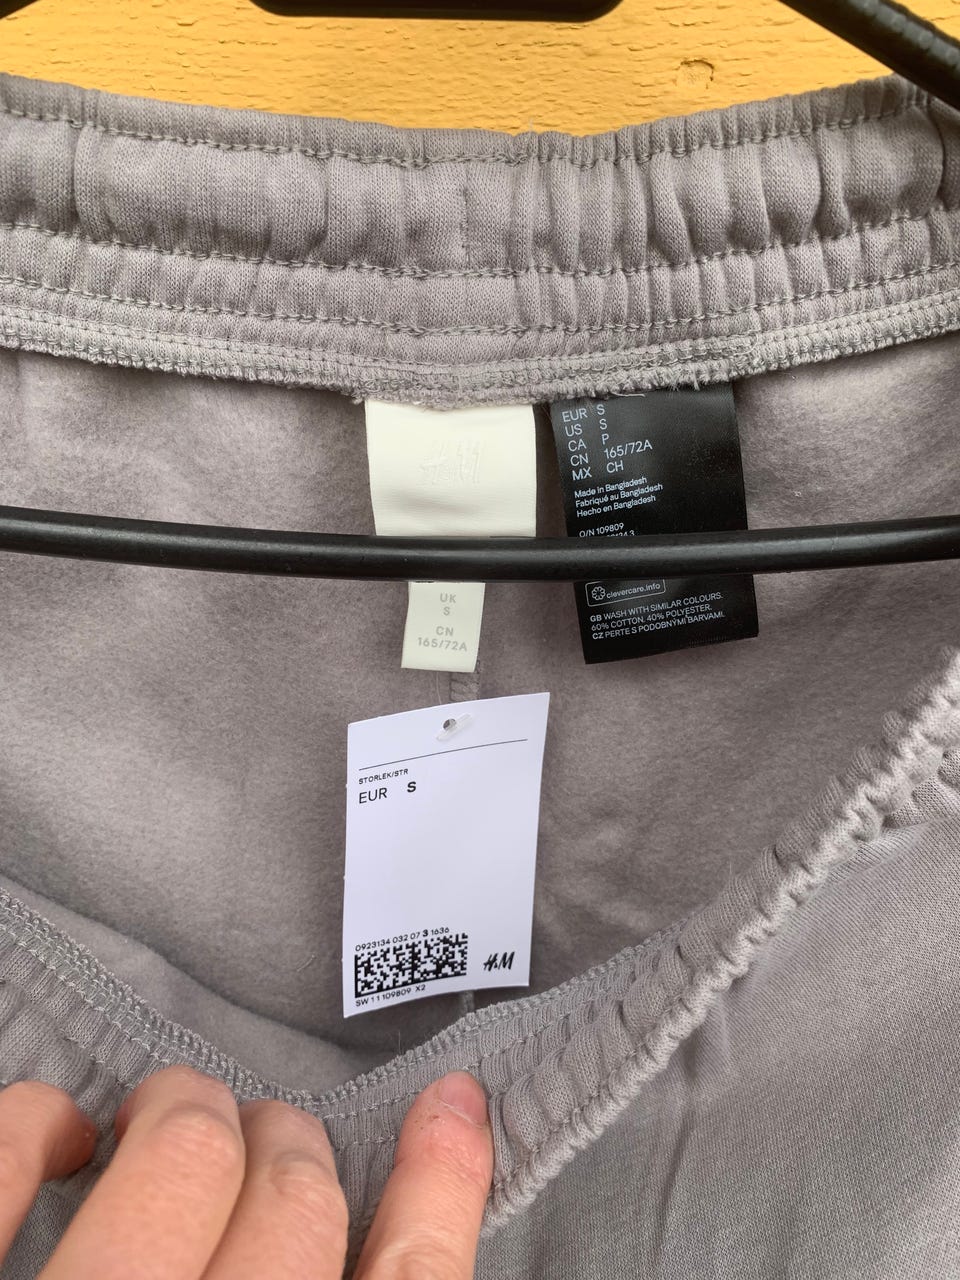 H&M
UK
S
CN
165/72A
EUR S
US S
CA P
CN 165/72A
MX CH
Made in Bangladesh
Fabriqué au Bangladesh
Hecho en Bangladesh
O/N 109809
clevercare.info
GB WASH WITH SIMILAR COLOURS.
60% COTTON, 40% POLYESTER.
CZ PERTE S PODOBNÝMI BARVAMI.
STORLEK/STR
EUR S
0923134 032 07 3 1636
H&M
SW 11 109809 X2